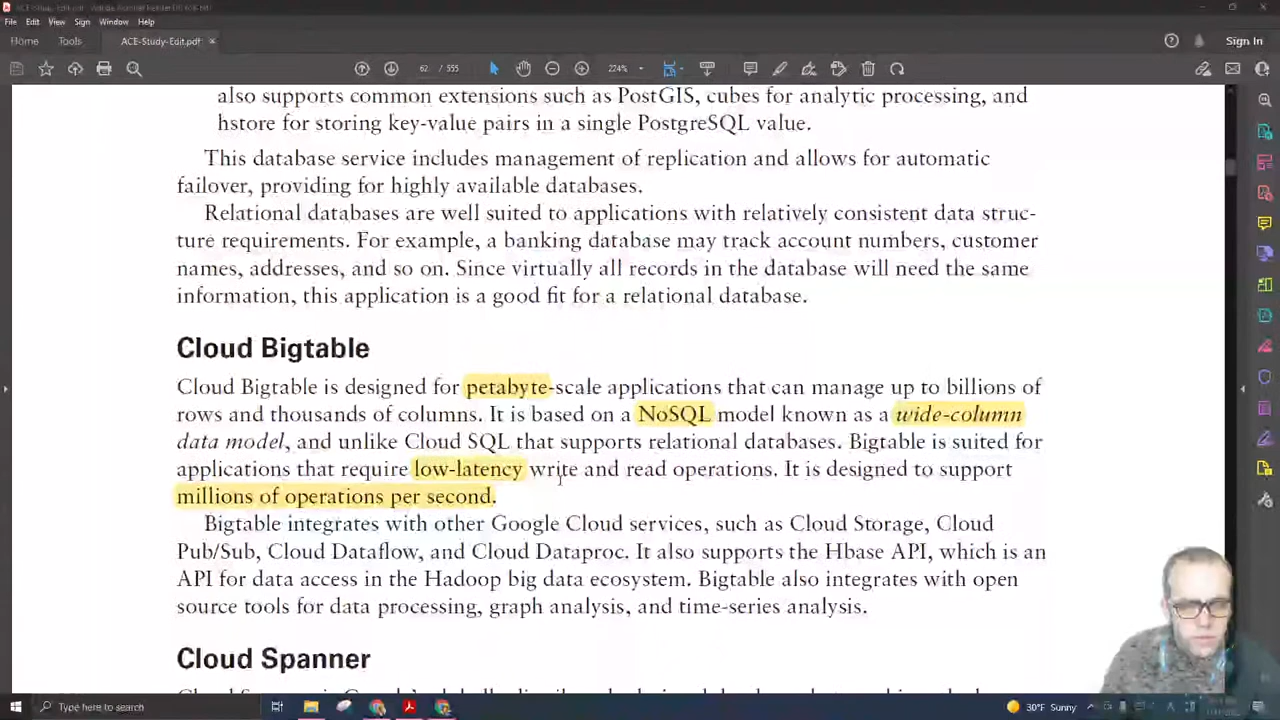 File Edit View Sign Window Help
Home Tools ACE-Study-Edit.pdf × Sign In
62 / 555 224%
also supports common extensions such as PostGIS, cubes for analytic processing, and
hstore for storing key-value pairs in a single PostgreSQL value.
This database service includes management of replication and allows for automatic
failover, providing for highly available databases.
Relational databases are well suited to applications with relatively consistent data struc-
ture requirements. For example, a banking database may track account numbers, customer
names, addresses, and so on. Since virtually all records in the database will need the same
information, this application is a good fit for a relational database.
Cloud Bigtable
Cloud Bigtable is designed for petabyte-scale applications that can manage up to billions of
rows and thousands of columns. It is based on a NoSQL model known as a wide-column
data model, and unlike Cloud SQL that supports relational databases. Bigtable is suited for
applications that require low-latency write and read operations. It is designed to support
millions of operations per second.
Bigtable integrates with other Google Cloud services, such as Cloud Storage, Cloud
Pub/Sub, Cloud Dataflow, and Cloud Dataproc. It also supports the Hbase API, which is an
API for data access in the Hadoop big data ecosystem. Bigtable also integrates with open
source tools for data processing, graph analysis, and time-series analysis.
Cloud Spanner
Type here to search 30°F Sunny